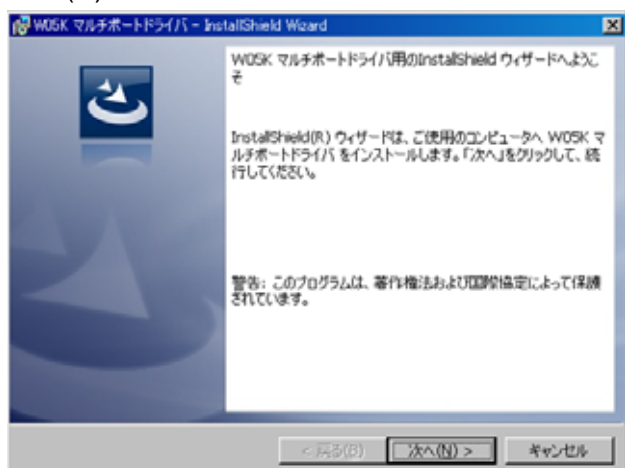 W05K マルチポートドライバ - InstallShield Wizard
W05K マルチポートドライバ用のInstallShield ウィザードへようこ
そ
InstallShield(R) ウィザードは、ご使用のコンピュータへ W05K マ
ルチポートドライバ をインストールします。「次へ」をクリックして、続
行してください。
警告: このプログラムは、著作権法および国際協定によって保護
されています。
< 戻る(B)
次へ(N) >
キャンセル